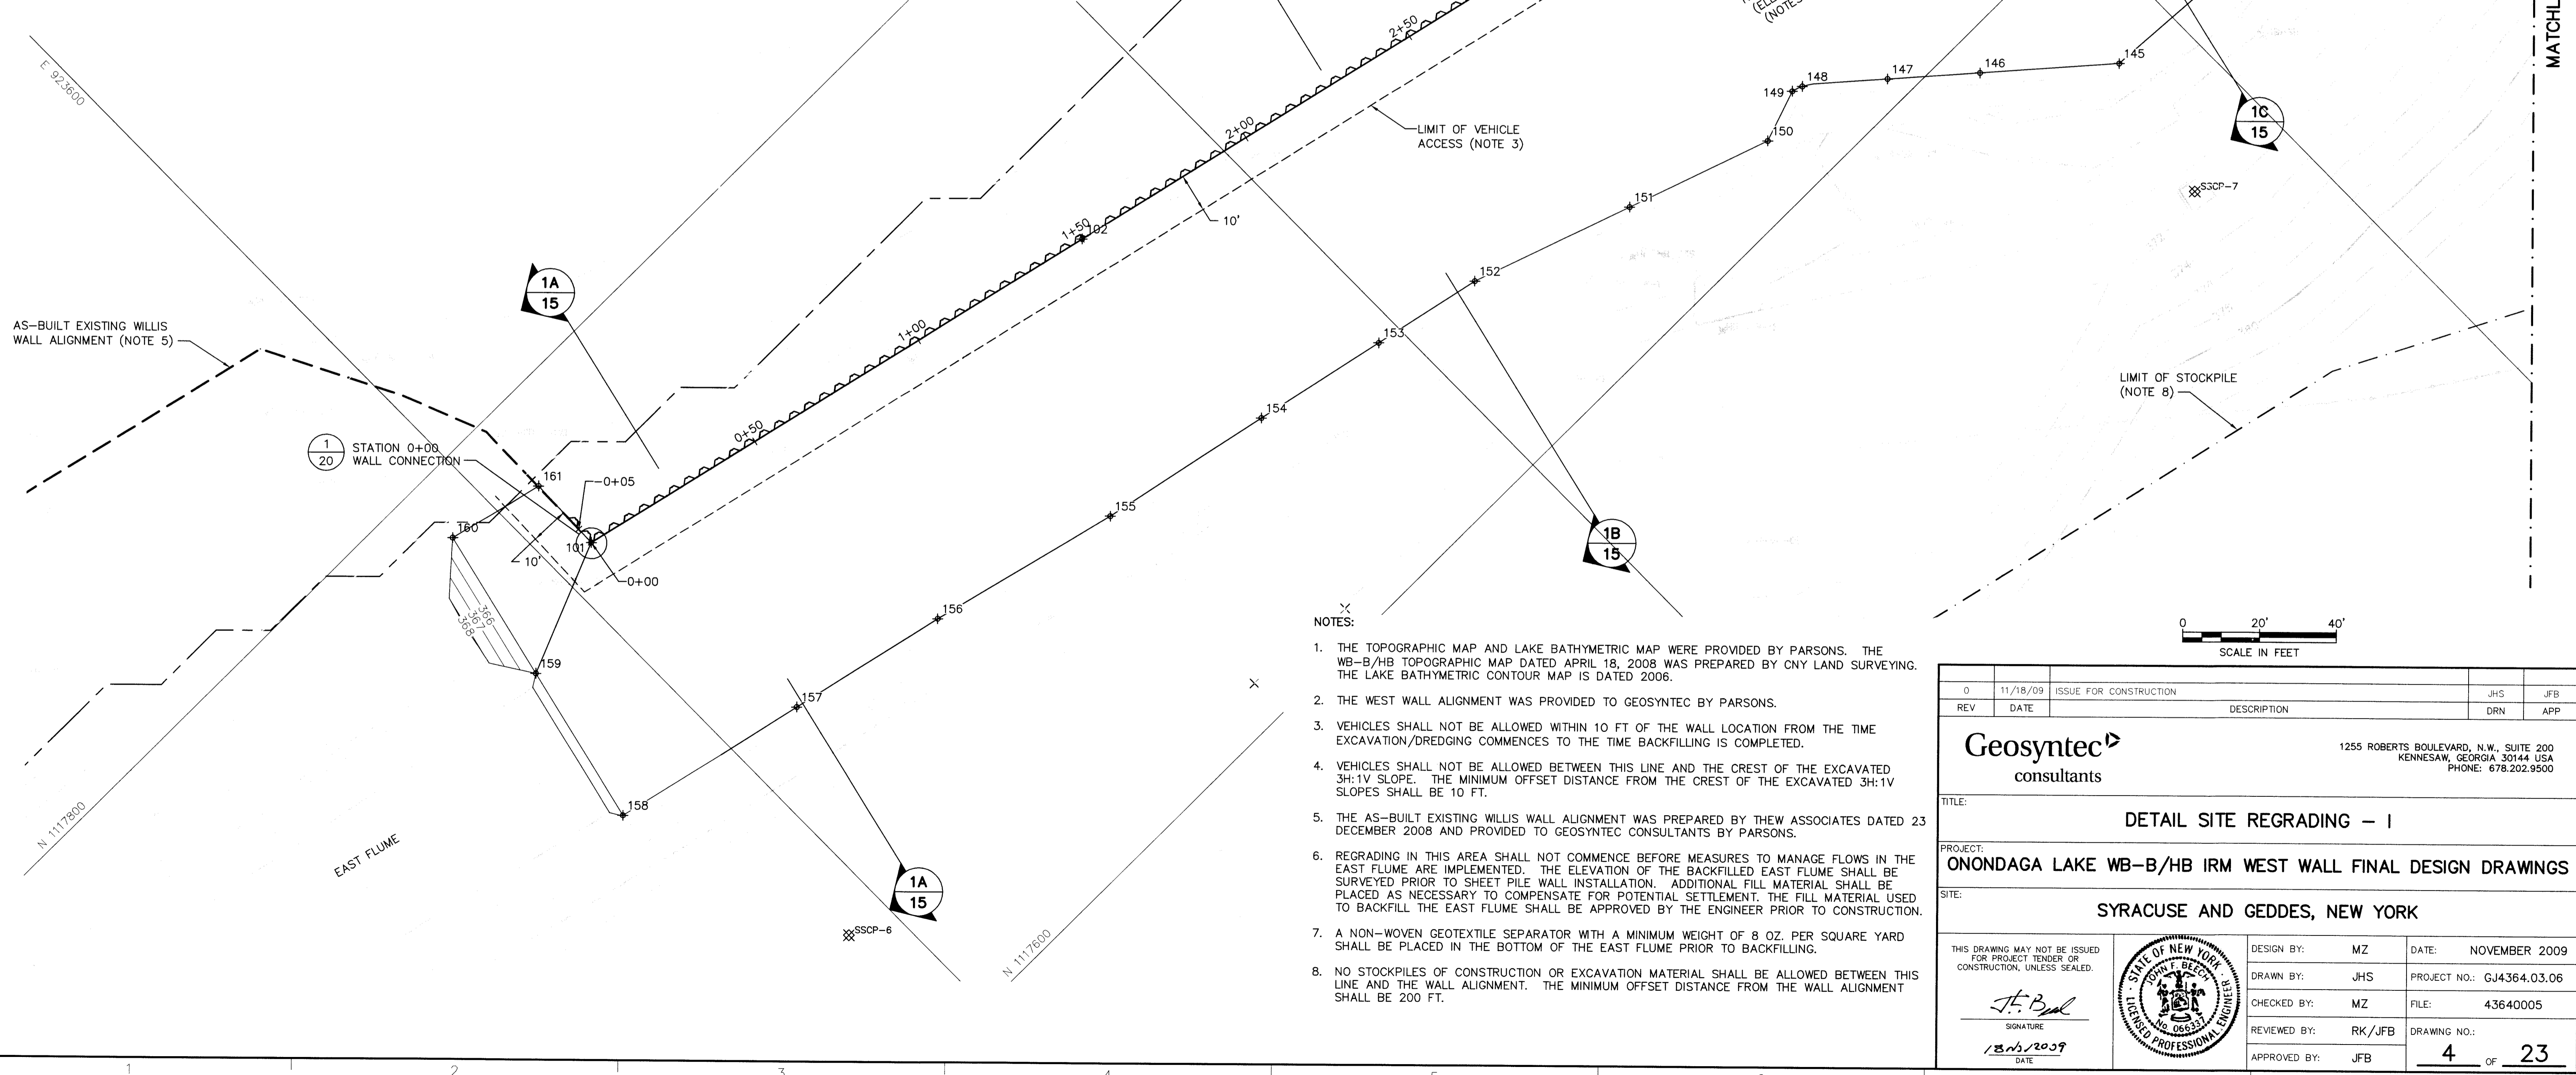 E 923600
2+50
(NOTES
MATCHL
145
146
147
148
149
150
1C
15
LIMIT OF VEHICLE
ACCESS (NOTE 3)
2+00
SSCP-7
151
10'
1+50
102
152
1A
15
AS-BUILT EXISTING WILLIS
WALL ALIGNMENT (NOTE 5)
1+00
153
LIMIT OF STOCKPILE
(NOTE 8)
154
0+50
1
20
STATION 0+00
WALL CONNECTION
161
-0+05
155
160
101
10'
0+00
1B
15
366
367
368
156
159
157
158
N 1117800
EAST FLUME
1A
15
SSCP-6
N 1117600
0 20' 40'
SCALE IN FEET
NOTES:
1. THE TOPOGRAPHIC MAP AND LAKE BATHYMETRIC MAP WERE PROVIDED BY PARSONS. THE
WB-B/HB TOPOGRAPHIC MAP DATED APRIL 18, 2008 WAS PREPARED BY CNY LAND SURVEYING.
THE LAKE BATHYMETRIC CONTOUR MAP IS DATED 2006.
2. THE WEST WALL ALIGNMENT WAS PROVIDED TO GEOSYNTEC BY PARSONS.
3. VEHICLES SHALL NOT BE ALLOWED WITHIN 10 FT OF THE WALL LOCATION FROM THE TIME
EXCAVATION/DREDGING COMMENCES TO THE TIME BACKFILLING IS COMPLETED.
4. VEHICLES SHALL NOT BE ALLOWED BETWEEN THIS LINE AND THE CREST OF THE EXCAVATED
3H:1V SLOPE. THE MINIMUM OFFSET DISTANCE FROM THE CREST OF THE EXCAVATED 3H:1V
SLOPES SHALL BE 10 FT.
5. THE AS-BUILT EXISTING WILLIS WALL ALIGNMENT WAS PREPARED BY THEW ASSOCIATES DATED 23
DECEMBER 2008 AND PROVIDED TO GEOSYNTEC CONSULTANTS BY PARSONS.
6. REGRADING IN THIS AREA SHALL NOT COMMENCE BEFORE MEASURES TO MANAGE FLOWS IN THE
EAST FLUME ARE IMPLEMENTED. THE ELEVATION OF THE BACKFILLED EAST FLUME SHALL BE
SURVEYED PRIOR TO SHEET PILE WALL INSTALLATION. ADDITIONAL FILL MATERIAL SHALL BE
PLACED AS NECESSARY TO COMPENSATE FOR POTENTIAL SETTLEMENT. THE FILL MATERIAL USED
TO BACKFILL THE EAST FLUME SHALL BE APPROVED BY THE ENGINEER PRIOR TO CONSTRUCTION.
7. A NON-WOVEN GEOTEXTILE SEPARATOR WITH A MINIMUM WEIGHT OF 8 OZ. PER SQUARE YARD
SHALL BE PLACED IN THE BOTTOM OF THE EAST FLUME PRIOR TO BACKFILLING.
8. NO STOCKPILES OF CONSTRUCTION OR EXCAVATION MATERIAL SHALL BE ALLOWED BETWEEN THIS
LINE AND THE WALL ALIGNMENT. THE MINIMUM OFFSET DISTANCE FROM THE WALL ALIGNMENT
SHALL BE 200 FT.
0 11/18/09 ISSUE FOR CONSTRUCTION JHS JFB
REV DATE DESCRIPTION DRN APP
Geosyntec
consultants
1255 ROBERTS BOULEVARD, N.W., SUITE 200
KENNESAW, GEORGIA 30144 USA
PHONE: 678.202.9500
TITLE:
DETAIL SITE REGRADING - I
PROJECT:
ONONDAGA LAKE WB-B/HB IRM WEST WALL FINAL DESIGN DRAWINGS
SITE:
SYRACUSE AND GEDDES, NEW YORK
THIS DRAWING MAY NOT BE ISSUED
FOR PROJECT TENDER OR
CONSTRUCTION, UNLESS SEALED.
SIGNATURE
DATE
STATE OF NEW YORK
JOHN F. BEECH
No. 066337
LICENSED PROFESSIONAL ENGINEER
DESIGN BY: MZ
DATE: NOVEMBER 2009
DRAWN BY: JHS
PROJECT NO.: GJ4364.03.06
CHECKED BY: MZ
FILE: 43640005
REVIEWED BY: RK/JFB
DRAWING NO.:
APPROVED BY: JFB
4 OF 23
1 2 3